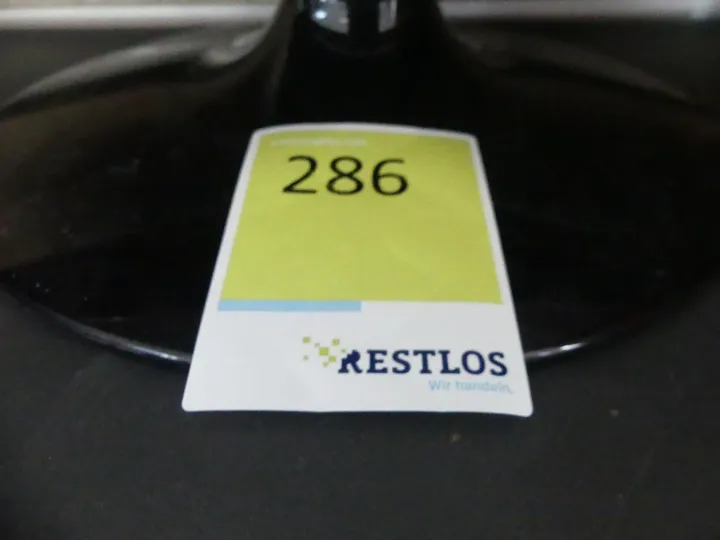 286
RESTLOS
Wir handeln.